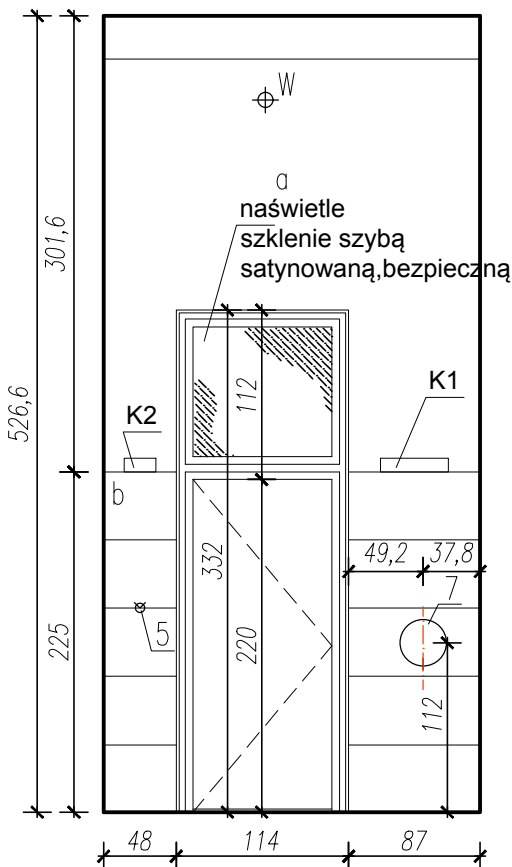 W
a
naświetle
szklenie szybą
satynowaną,bezpieczną
301,6
526,6
112
K2
K1
b
49,2
37,8
332
7
5
225
220
112
48
114
87